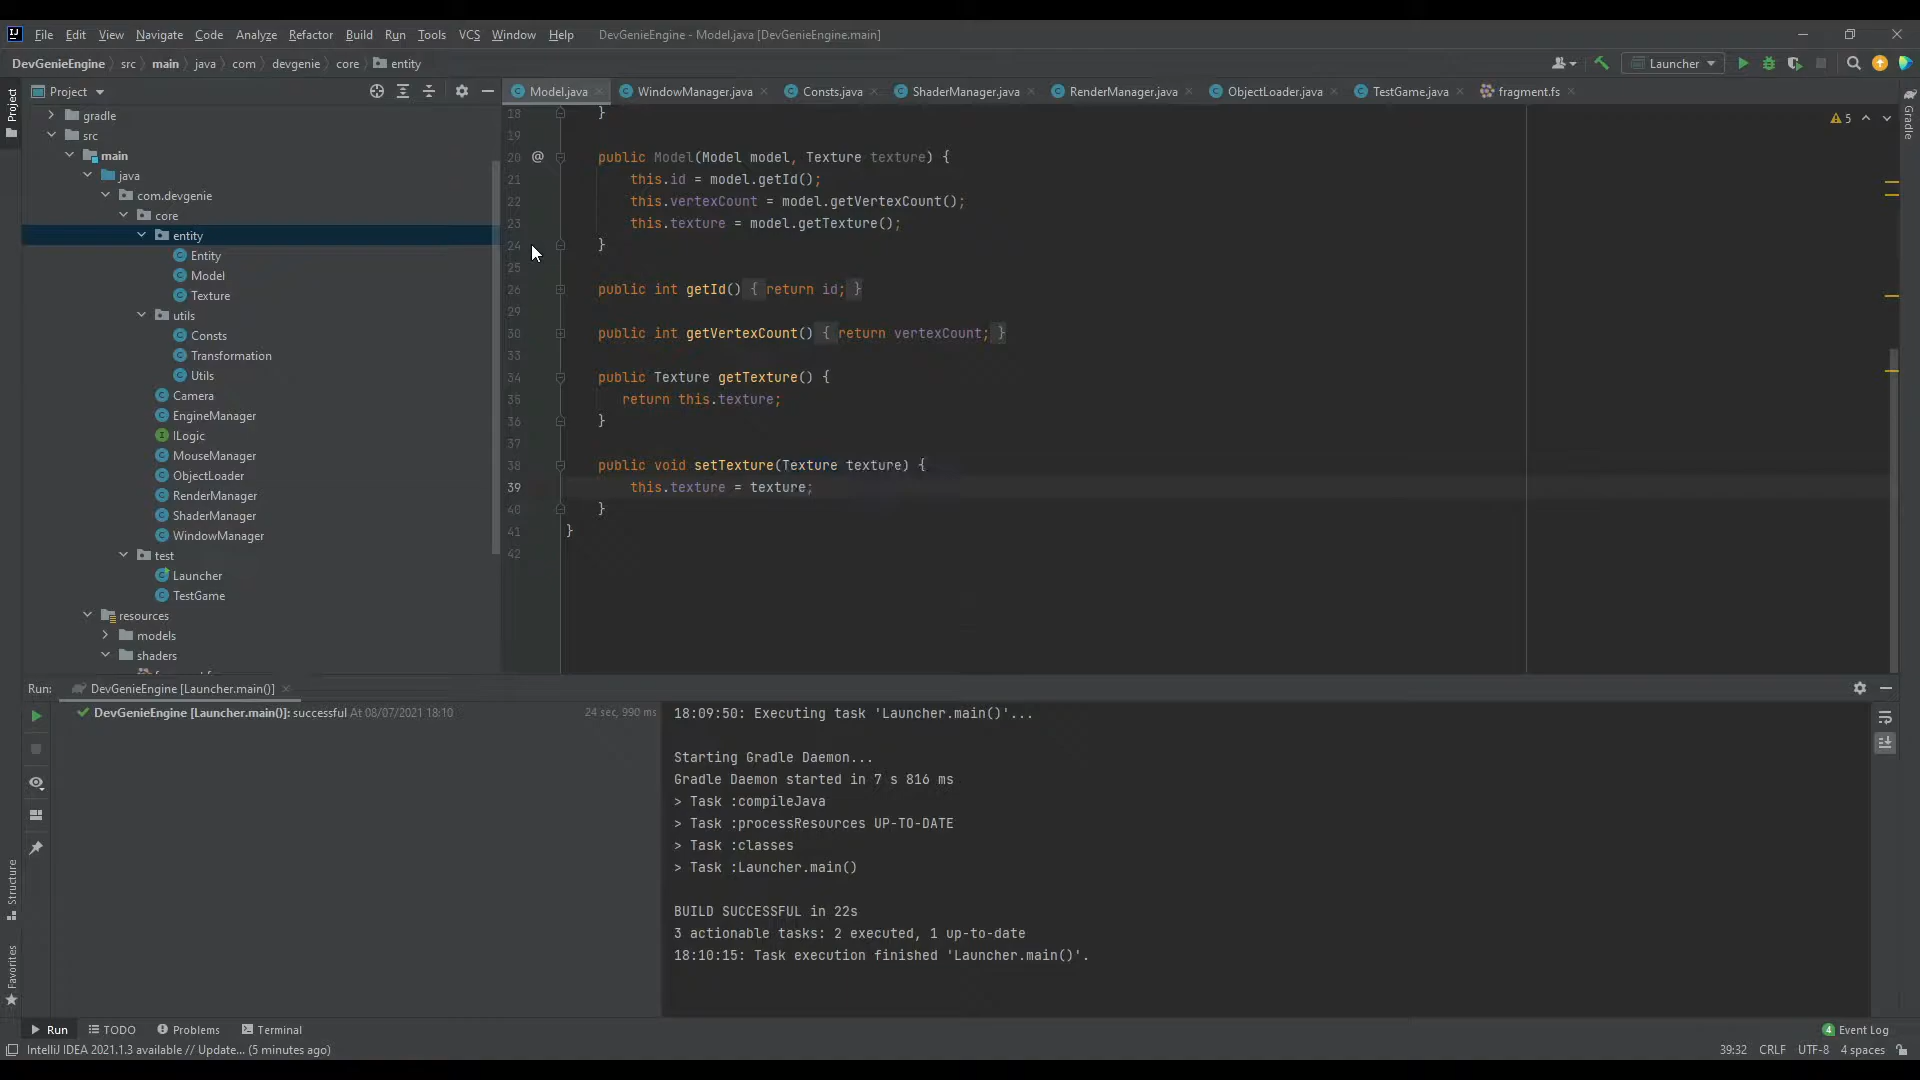 File Edit View Navigate Code Analyze Refactor Build Run Tools VCS Window Help DevGenieEngine - Model.java [DevGenieEngine.main]
DevGenieEngine src main java com devgenie core entity Launcher
Project Model.java WindowManager.java Consts.java ShaderManager.java RenderManager.java ObjectLoader.java TestGame.java fragment.fs
Project
Gradle
gradle
src
main
java
com.devgenie
core
entity
Entity
Model
Texture
utils
Consts
Transformation
Utils
Camera
EngineManager
ILogic
MouseManager
ObjectLoader
RenderManager
ShaderManager
WindowManager
test
Launcher
TestGame
resources
models
shaders
5
18 }
19
20 @ public Model(Model model, Texture texture) {
21 this.id = model.getId();
22 this.vertexCount = model.getVertexCount();
23 this.texture = model.getTexture();
24 }
25
26 public int getId() { return id; }
29
30 public int getVertexCount() { return vertexCount; }
33
34 public Texture getTexture() {
35 return this.texture;
36 }
37
38 public void setTexture(Texture texture) {
39 this.texture = texture;
40 }
41 }
42
Run: DevGenieEngine [Launcher.main()]
DevGenieEngine [Launcher.main()]: successful At 08/07/2021 18:10 24 sec, 990 ms
18:09:50: Executing task 'Launcher.main()'...
Starting Gradle Daemon...
Gradle Daemon started in 7 s 816 ms
> Task :compileJava
> Task :processResources UP-TO-DATE
> Task :classes
> Task :Launcher.main()
BUILD SUCCESSFUL in 22s
3 actionable tasks: 2 executed, 1 up-to-date
18:10:15: Task execution finished 'Launcher.main()'.
Structure
Favorites
Run TODO Problems Terminal 4 Event Log
IntelliJ IDEA 2021.1.3 available // Update... (5 minutes ago) 39:32 CRLF UTF-8 4 spaces